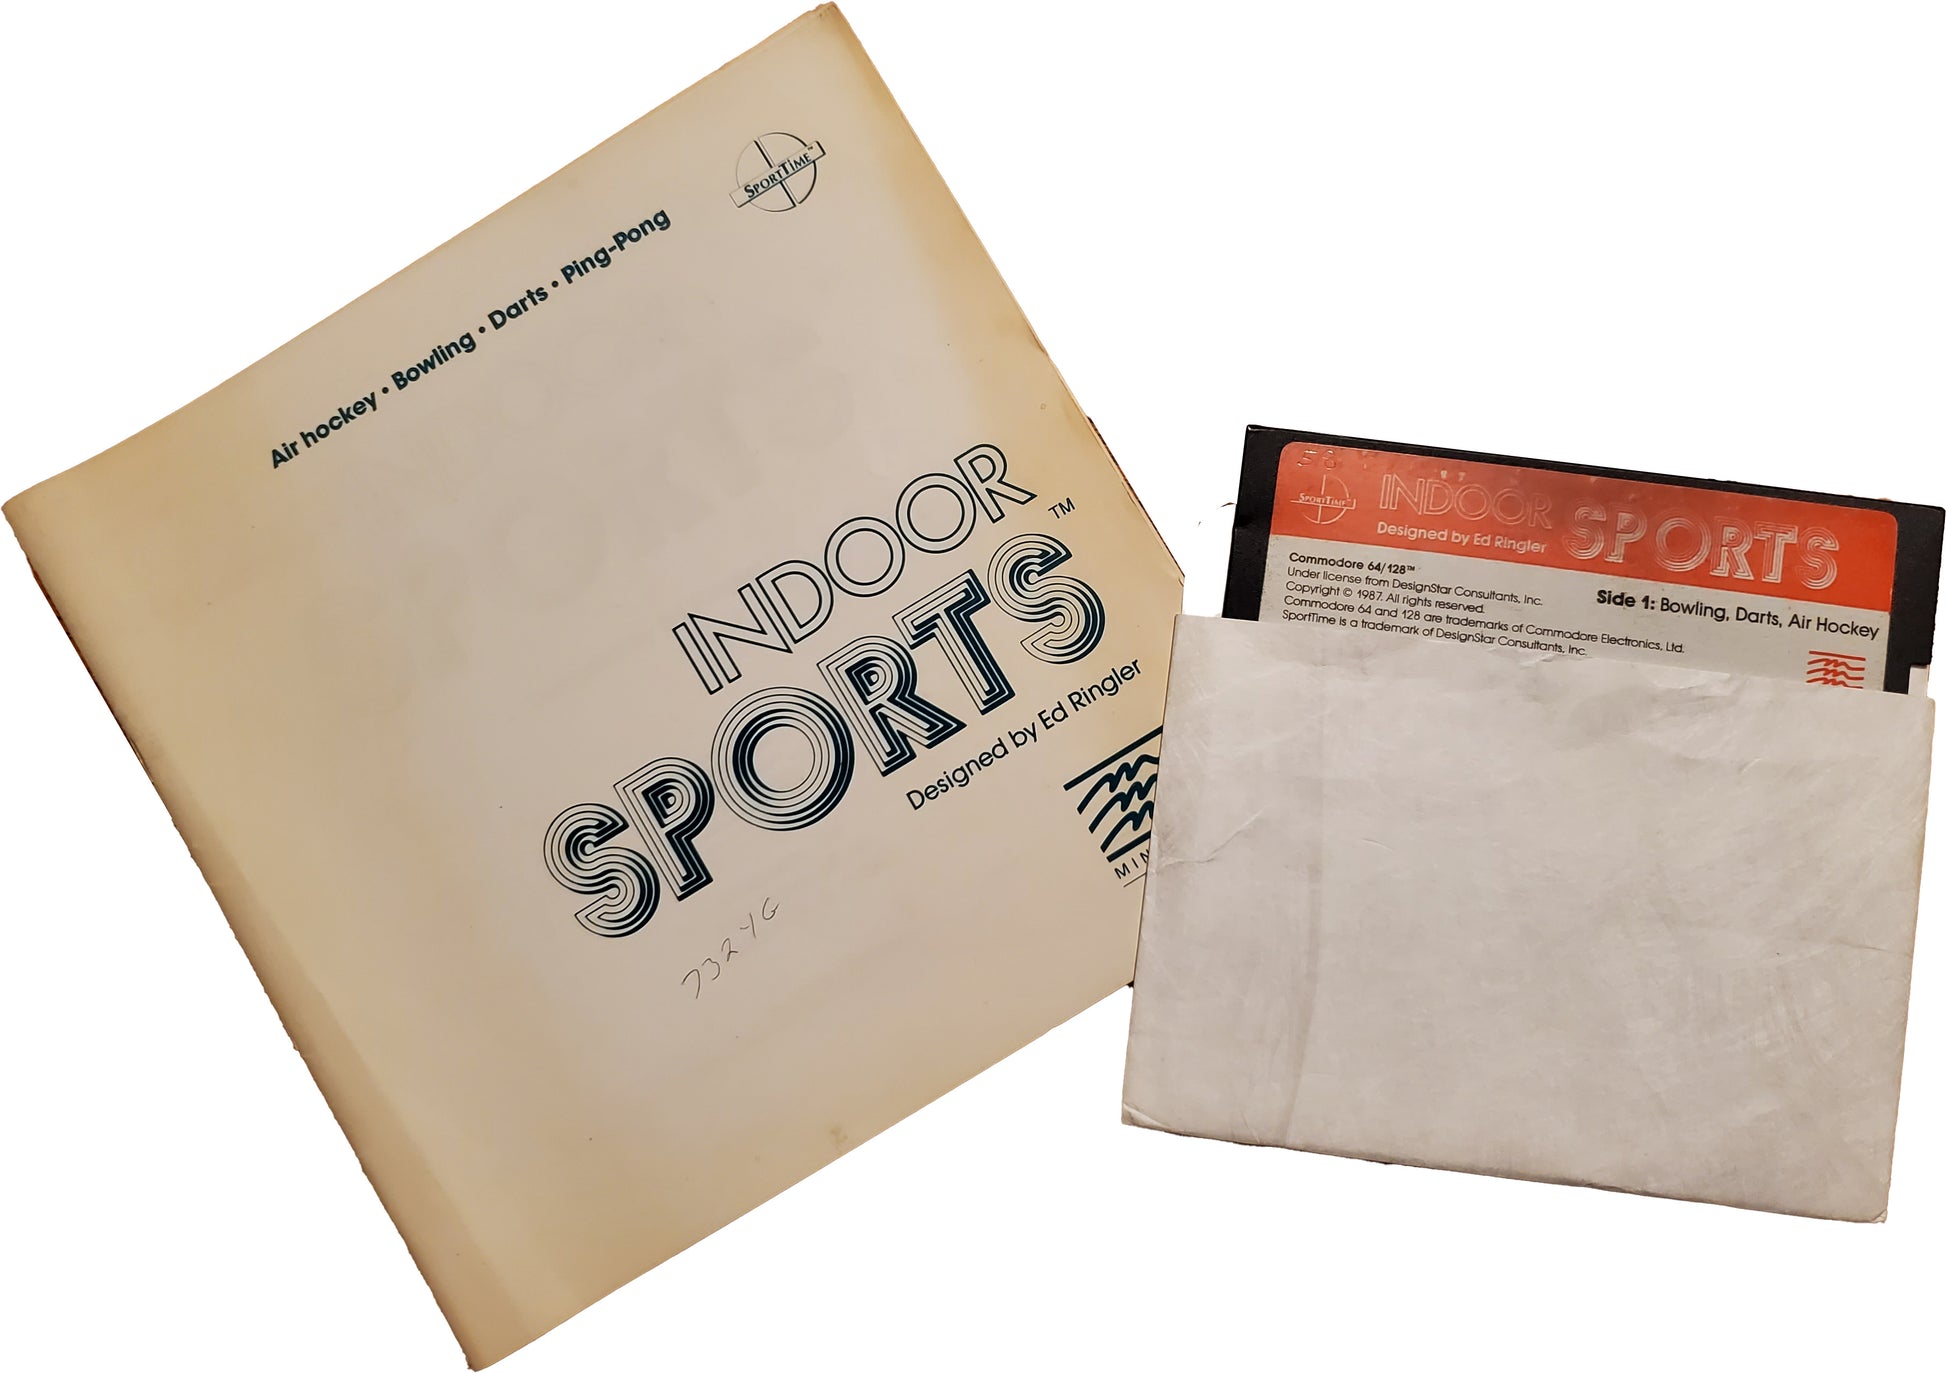 SPORTTIME™
Air hockey • Bowling • Darts • Ping-Pong
INDOOR
SPORTS™
Designed by Ed Ringler
MIN
7324G
56
SPORTTIME
INDOOR SPORTS
Designed by Ed Ringler
Commodore 64/128™
Under license from DesignStar Consultants, Inc.
Copyright © 1987. All rights reserved.
Commodore 64 and 128 are trademarks of Commodore Electronics, Ltd.
SportTime is a trademark of DesignStar Consultants, Inc.
Side 1: Bowling, Darts, Air Hockey